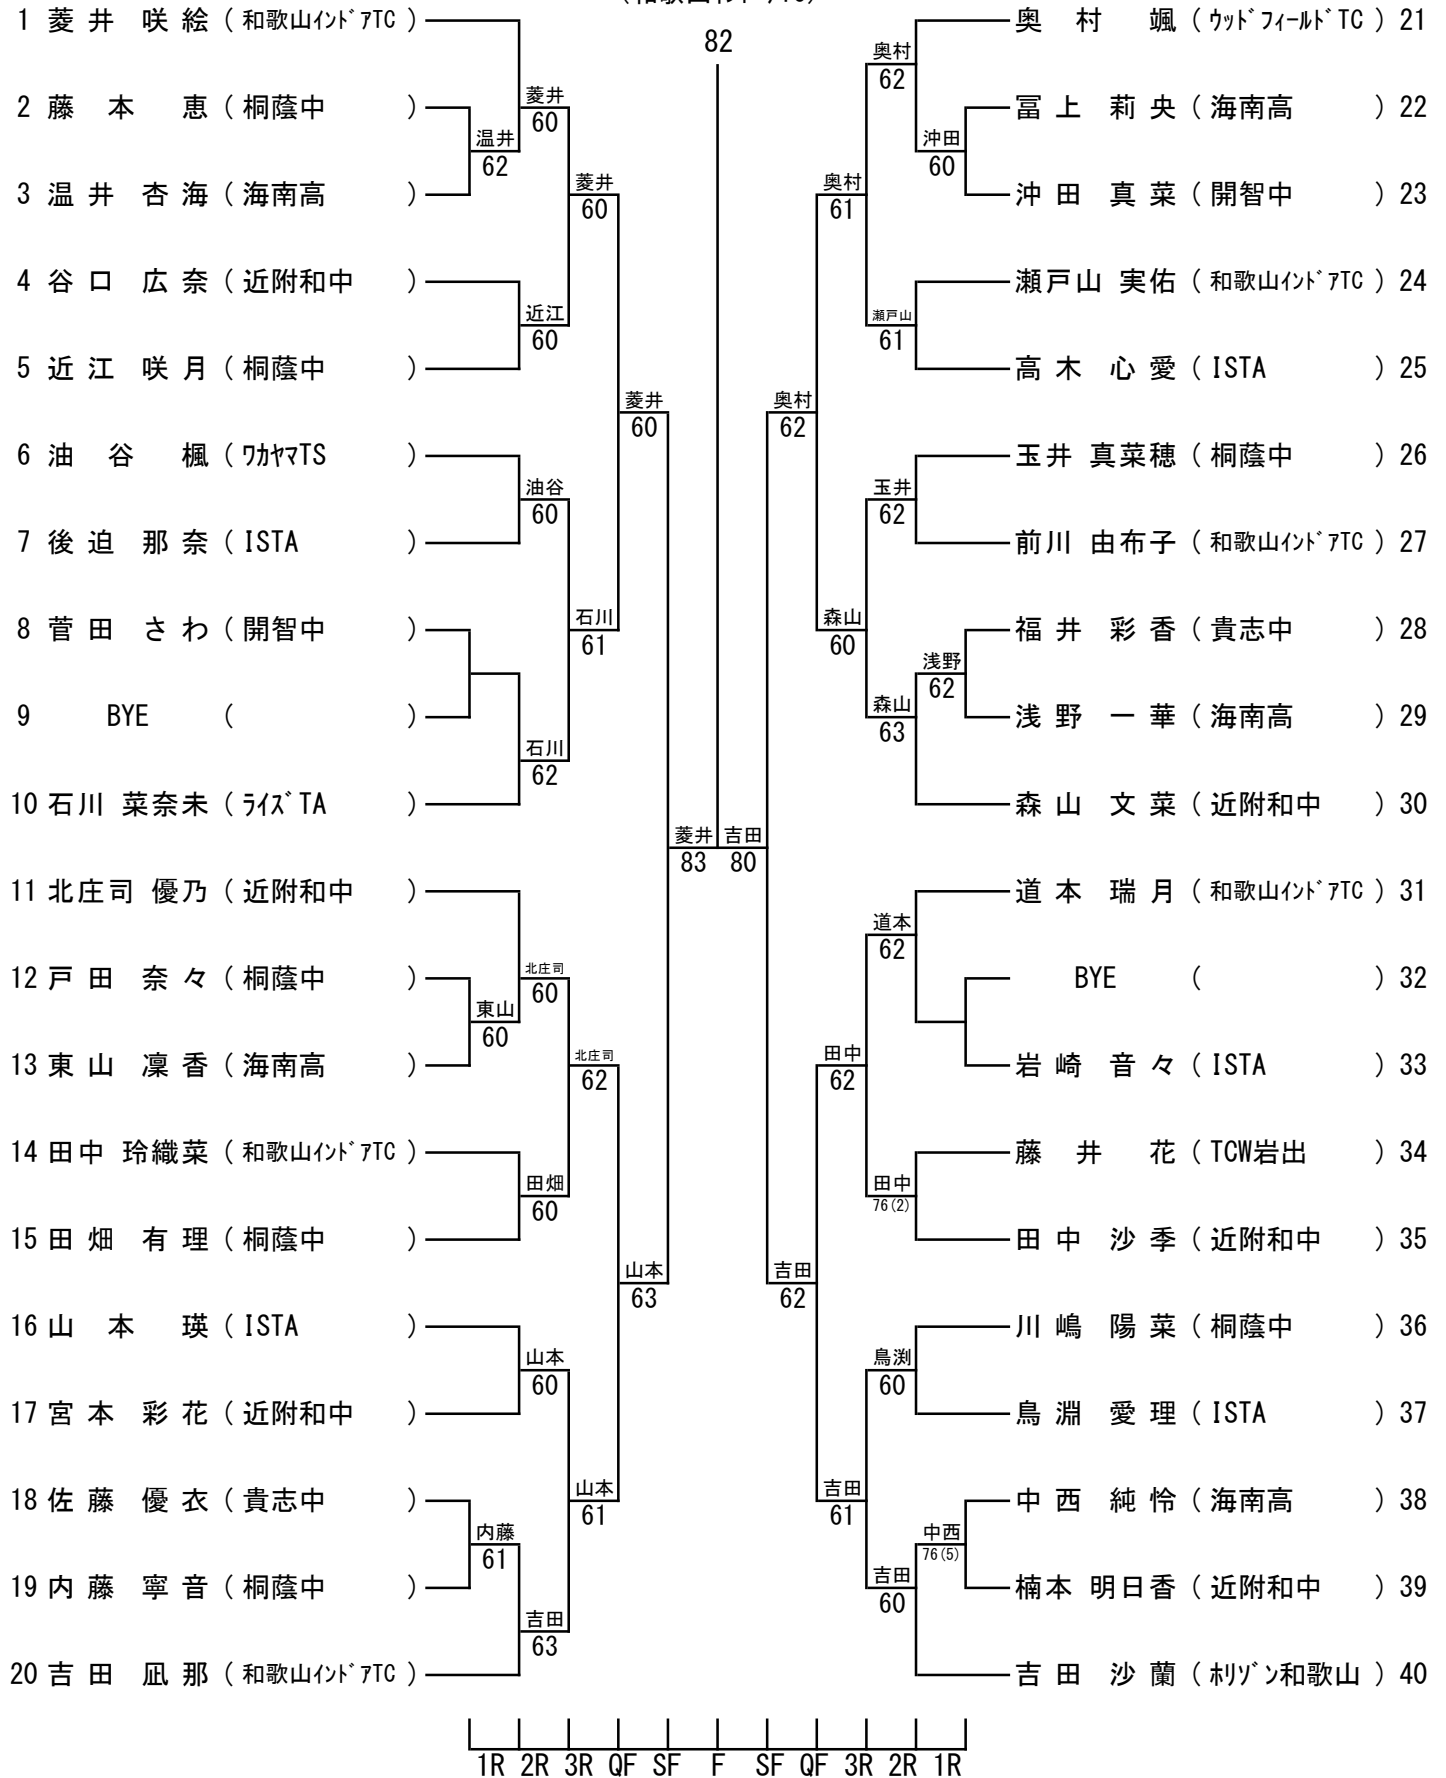 (和歌山インドアTC)
82
1 菱井 咲絵 (和歌山インドアTC)
2 藤本 恵 (桐蔭中)
3 温井 杏海 (海南高)
4 谷口 広奈 (近附和中)
5 近江 咲月 (桐蔭中)
6 油谷 楓 (ワカヤマTS)
7 後迫 那奈 (ISTA)
8 菅田 さわ (開智中)
9 BYE ( )
10 石川 菜奈未 (ライズTA)
11 北庄司 優乃 (近附和中)
12 戸田 奈々 (桐蔭中)
13 東山 凜香 (海南高)
14 田中 玲織菜 (和歌山インドアTC)
15 田畑 有理 (桐蔭中)
16 山本 瑛 (ISTA)
17 宮本 彩花 (近附和中)
18 佐藤 優衣 (貴志中)
19 内藤 寧音 (桐蔭中)
20 吉田 凪那 (和歌山インドアTC)
温井
62
東山
60
内藤
61
菱井
60
近江
60
油谷
60
石川
62
北庄司
60
田畑
60
山本
60
吉田
63
菱井
60
石川
61
北庄司
62
山本
61
菱井
60
山本
63
菱井
83
吉田
80
奥村
62
吉田
62
奥村
61
森山
60
田中
62
吉田
61
奥村
62
瀬戸山
61
玉井
62
森山
63
道本
62
田中
76(2)
鳥渕
60
吉田
60
沖田
60
浅野
62
中西
76(5)
奥村 颯 (ウッドフィールドTC) 21
冨上 莉央 (海南高) 22
沖田 真菜 (開智中) 23
瀬戸山 実佑 (和歌山インドアTC) 24
高木 心愛 (ISTA) 25
玉井 真菜穂 (桐蔭中) 26
前川 由布子 (和歌山インドアTC) 27
福井 彩香 (貴志中) 28
浅野 一華 (海南高) 29
森山 文菜 (近附和中) 30
道本 瑞月 (和歌山インドアTC) 31
BYE ( ) 32
岩崎 音々 (ISTA) 33
藤井 花 (TCW岩出) 34
田中 沙季 (近附和中) 35
川嶋 陽菜 (桐蔭中) 36
鳥淵 愛理 (ISTA) 37
中西 純怜 (海南高) 38
楠本 明日香 (近附和中) 39
吉田 沙蘭 (ホリゾン和歌山) 40
1R 2R 3R QF SF F SF QF 3R 2R 1R